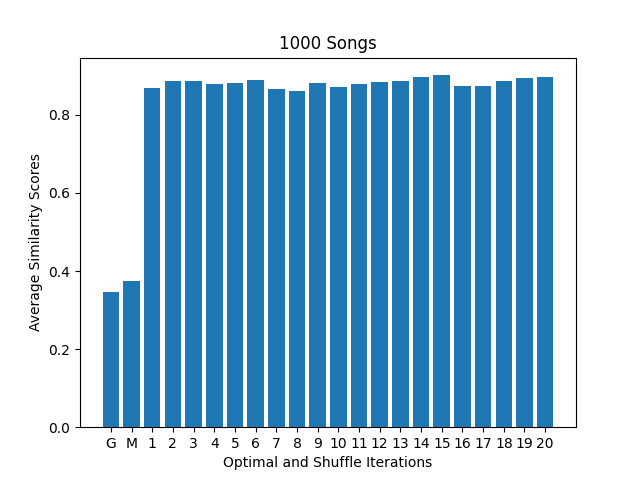 1000 Songs
Average Similarity Scores
0.8
0.6
0.4
0.2
0.0
G M 1 2 3 4 5 6 7 8 9 10 11 12 13 14 15 16 17 18 19 20
Optimal and Shuffle Iterations